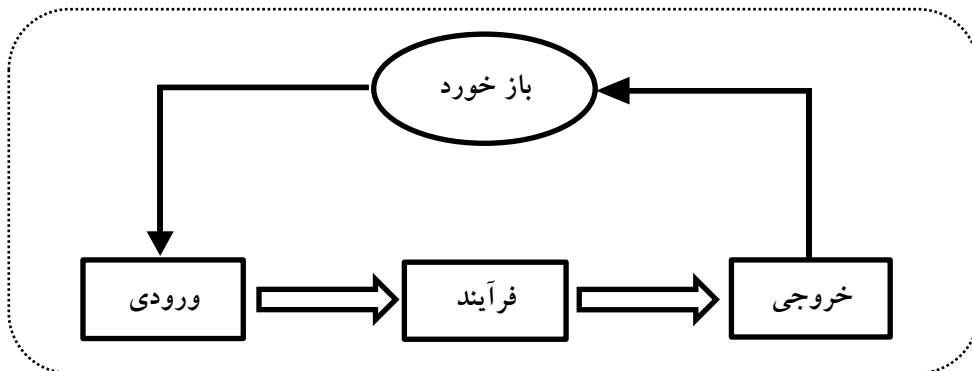 باز خورد
ورودی
فرآیند
خروجی